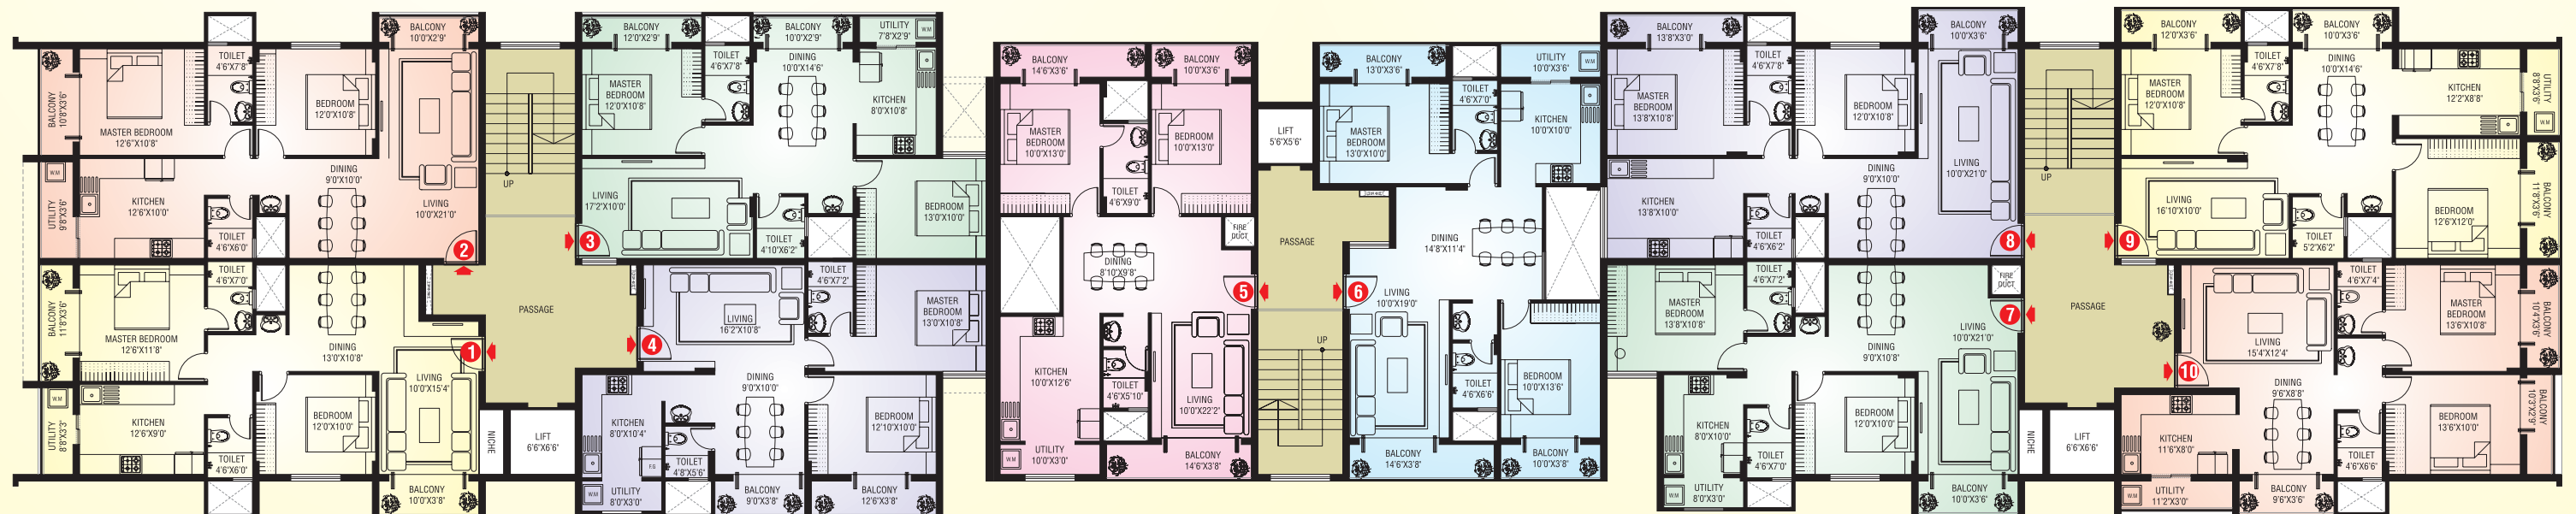 BALCONY
10'8"X3'6"
MASTER BEDROOM
12'6"X10'8"
TOILET
4'6"X7'8"
BEDROOM
12'0"X10'8"
BALCONY
10'0"X2'9"
W.M
UTILITY
9'8"X3'6"
KITCHEN
12'6"X10'0"
TOILET
4'6"X6'0"
DINING
9'0"X10'0"
LIVING
10'0"X21'0"
2
BALCONY
11'8"X3'6"
MASTER BEDROOM
12'6"X11'8"
TOILET
4'6"X7'0"
DINING
13'0"X10'8"
1
W.M
UTILITY
8'8"X3'3"
KITCHEN
12'6"X9'0"
TOILET
4'6"X6'0"
BEDROOM
12'0"X10'0"
LIVING
10'0"X15'4"
BALCONY
10'0"X3'8"
UP
PASSAGE
NICHE
LIFT
6'6"X6'6"
BALCONY
12'0"X2'9"
MASTER
BEDROOM
12'0"X10'8"
TOILET
4'6"X7'8"
BALCONY
10'0"X2'9"
DINING
10'0"X14'6"
UTILITY
7'8"X2'9"
W.M
KITCHEN
8'0"X10'8"
LIVING
17'2"X10'0"
3
TOILET
4'10"X6'2"
BEDROOM
13'0"X10'0"
4
LIVING
16'2"X10'8"
TOILET
4'6"X7'2"
MASTER
BEDROOM
13'0"X10'8"
KITCHEN
8'0"X10'4"
F.G
TOILET
4'8"X5'6"
DINING
9'0"X10'0"
BEDROOM
12'10"X10'0"
W.M
UTILITY
8'0"X3'0"
BALCONY
9'0"X3'8"
BALCONY
12'6"X3'8"
BALCONY
14'6"X3'6"
BALCONY
10'0"X3'6"
MASTER
BEDROOM
10'0"X13'0"
TOILET
4'6"X9'0"
BEDROOM
10'0"X13'0"
FIRE
DUCT
DINING
8'10"X9'8"
5
KITCHEN
10'0"X12'6"
TOILET
4'6"X5'10"
LIVING
10'0"X22'2"
UTILITY
10'0"X3'0"
W.M
BALCONY
14'6"X3'8"
LIFT
5'6"X5'6"
PASSAGE
UP
BALCONY
13'0"X3'6"
UTILITY
10'0"X3'6"
W.M
MASTER
BEDROOM
13'0"X10'0"
TOILET
4'6"X7'0"
KITCHEN
10'0"X10'0"
DINING
14'8"X11'4"
6
LIVING
10'0"X19'0"
TOILET
4'6"X6'6"
BEDROOM
10'0"X13'6"
BALCONY
14'6"X3'8"
BALCONY
10'0"X3'8"
BALCONY
13'8"X3'0"
MASTER
BEDROOM
13'8"X10'8"
TOILET
4'6"X7'8"
BEDROOM
12'0"X10'8"
BALCONY
10'0"X3'6"
LIVING
10'0"X21'0"
KITCHEN
13'8"X10'0"
TOILET
4'6"X6'2"
DINING
9'0"X10'0"
8
MASTER
BEDROOM
13'8"X10'8"
TOILET
4'6"X7'2"
DINING
9'0"X10'8"
FIRE
DUCT
7
LIVING
10'0"X21'0"
KITCHEN
8'0"X10'0"
TOILET
4'6"X7'0"
BEDROOM
12'0"X10'0"
W.M
UTILITY
8'0"X3'0"
BALCONY
10'0"X3'6"
UP
PASSAGE
NICHE
LIFT
6'6"X6'6"
BALCONY
12'0"X3'6"
MASTER
BEDROOM
12'0"X10'8"
TOILET
4'6"X7'8"
BALCONY
10'0"X3'6"
DINING
10'0"X14'6"
KITCHEN
12'2"X8'8"
UTILITY
8'8"X3'6"
W.M
LIVING
16'10"X10'0"
9
TOILET
5'2"X6'2"
BEDROOM
12'6"X12'0"
BALCONY
11'8"X3'6"
10
LIVING
15'4"X12'4"
TOILET
4'6"X7'4"
MASTER
BEDROOM
13'6"X10'8"
BALCONY
10'4"X3'6"
KITCHEN
11'6"X8'0"
DINING
9'6"X8'8"
TOILET
4'6"X6'6"
BEDROOM
13'6"X10'0"
BALCONY
10'3"X2'9"
W.M
UTILITY
11'2"X3'0"
BALCONY
9'6"X3'6"